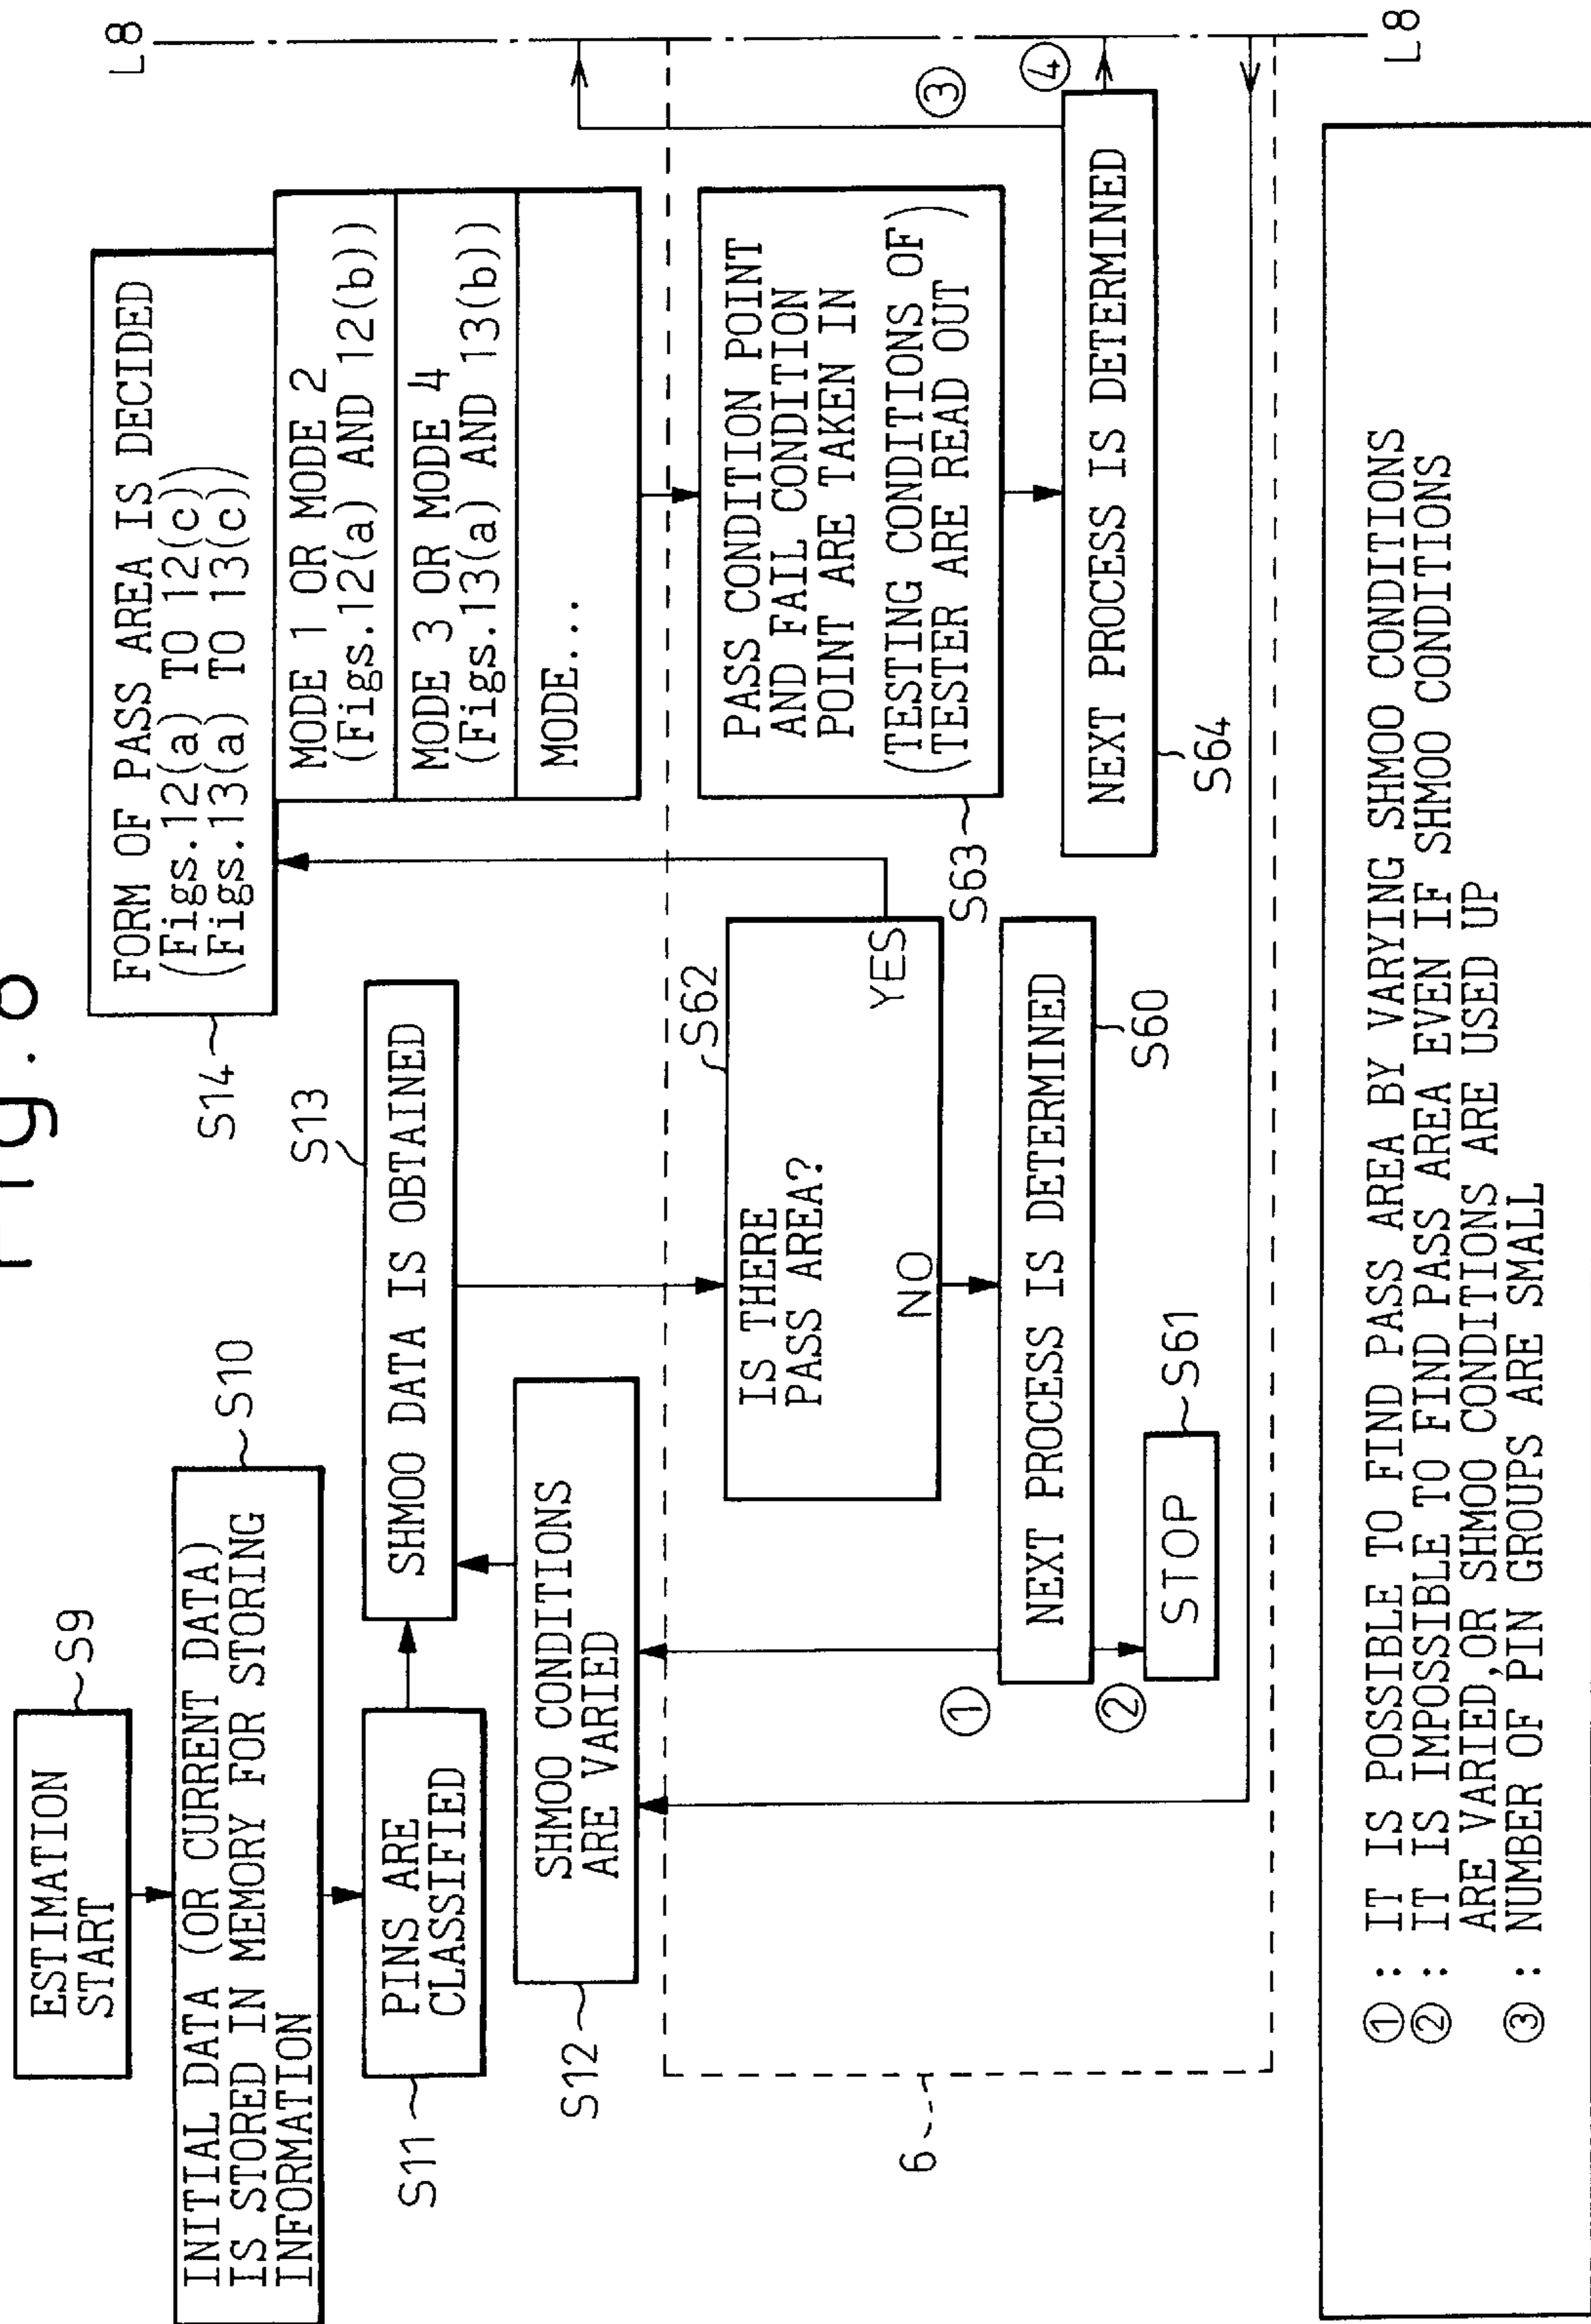 Fig. 8
ESTIMATION
START
S9
INITIAL DATA (OR CURRENT DATA)
IS STORED IN MEMORY FOR STORING
INFORMATION
S10
PINS ARE
CLASSIFIED
S11
SHMOO CONDITIONS
ARE VARIED
S12
SHMOO DATA IS OBTAINED
S13
FORM OF PASS AREA IS DECIDED
(Figs.12(a) TO 12(c)
(Figs.13(a) TO 13(c))
S14
MODE 1 OR MODE 2
(Figs.12(a) AND 12(b))
MODE 3 OR MODE 4
(Figs.13(a) AND 13(b))
MODE...
IS THERE
PASS AREA?
YES
NO
S62
NEXT PROCESS IS DETERMINED
S60
①
②
STOP
S61
PASS CONDITION POINT
AND FAIL CONDITION
POINT ARE TAKEN IN
(TESTING CONDITIONS OF)
(TESTER ARE READ OUT
S63
NEXT PROCESS IS DETERMINED
S64
③
④
6
L8
L8
① : IT IS POSSIBLE TO FIND PASS AREA BY VARYING SHMOO CONDITIONS
② : IT IS IMPOSSIBLE TO FIND PASS AREA EVEN IF SHMOO CONDITIONS
ARE VARIED,OR SHMOO CONDITIONS ARE USED UP
③ : NUMBER OF PIN GROUPS ARE SMALL